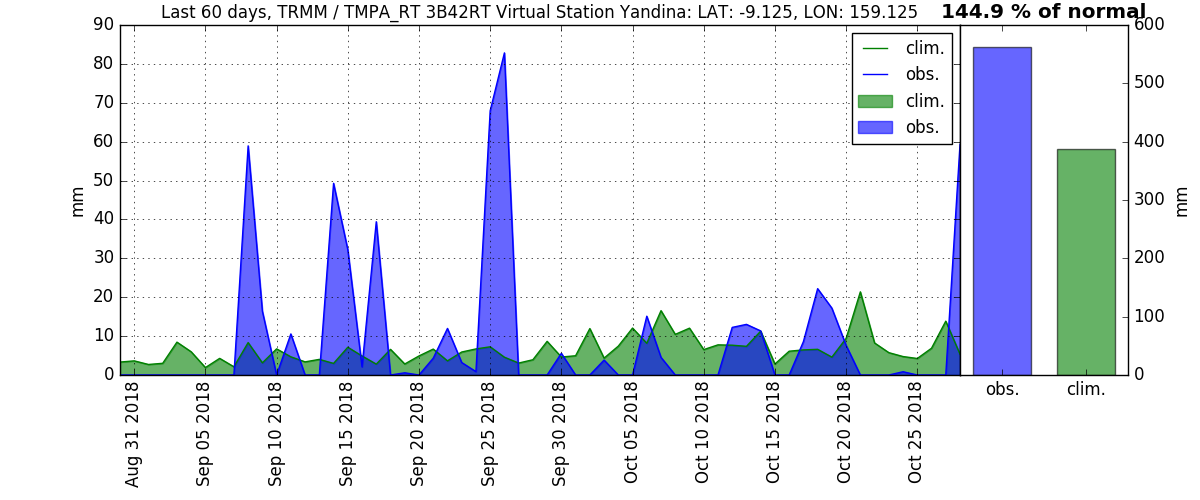 Last 60 days, TRMM / TMPA_RT 3B42RT Virtual Station Yandina: LAT: -9.125, LON: 159.125
144.9 % of normal
90
80
70
60
50
40
30
20
10
0
mm
clim.
obs.
clim.
obs.
Aug 31 2018
Sep 05 2018
Sep 10 2018
Sep 15 2018
Sep 20 2018
Sep 25 2018
Sep 30 2018
Oct 05 2018
Oct 10 2018
Oct 15 2018
Oct 20 2018
Oct 25 2018
600
500
400
300
200
100
0
mm
obs.
clim.